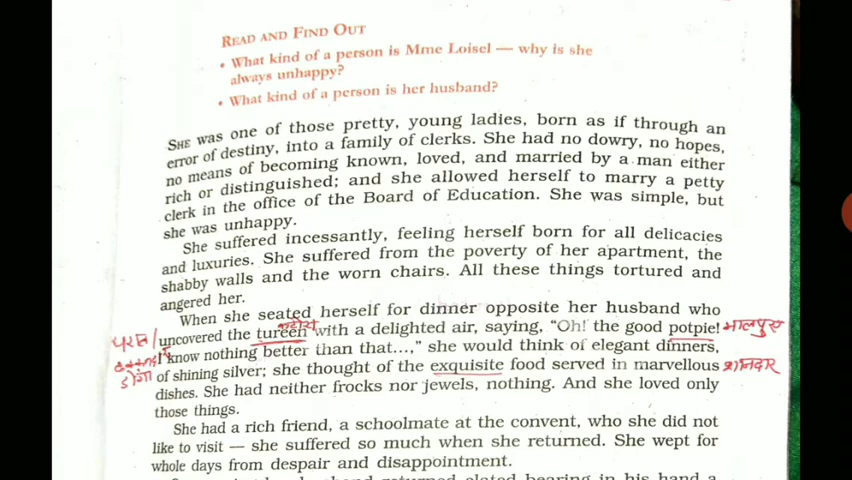 READ AND FIND OUT
• What kind of a person is Mme Loisel — why is she
always unhappy?
• What kind of a person is her husband?
SHE was one of those pretty, young ladies, born as if through an
error of destiny, into a family of clerks. She had no dowry, no hopes,
no means of becoming known, loved, and married by a man either
rich or distinguished; and she allowed herself to marry a petty
clerk in the office of the Board of Education. She was simple, but
she was unhappy.
She suffered incessantly, feeling herself born for all delicacies
and luxuries. She suffered from the poverty of her apartment, the
shabby walls and the worn chairs. All these things tortured and
angered her.
When she seated herself for dinner opposite her husband who
uncovered the tureen with a delighted air, saying, “Oh! the good potpie! मालपुए
I know nothing better than that...,” she would think of elegant dinners,
डोंगा of shining silver; she thought of the exquisite food served in marvellous शानदार
dishes. She had neither frocks nor jewels, nothing. And she loved only
those things.
She had a rich friend, a schoolmate at the convent, who she did not
like to visit — she suffered so much when she returned. She wept for
whole days from despair and disappointment.